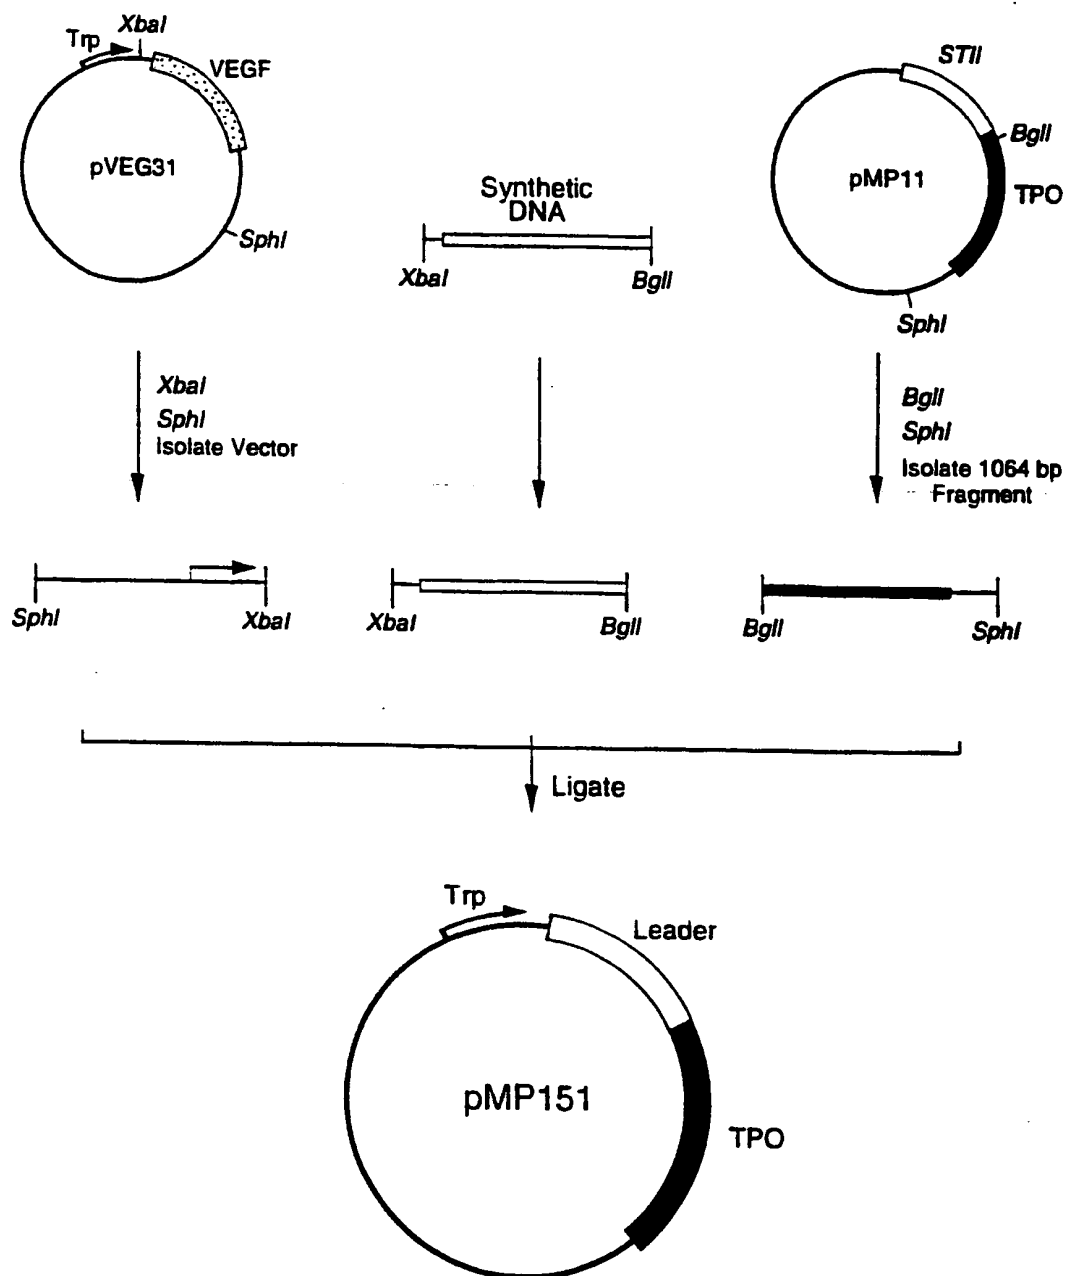 Trp
XbaI
VEGF
pVEG31
SphI
Synthetic
DNA
XbaI
BglI
STII
BglI
pMP11
TPO
SphI
XbaI
SphI
Isolate Vector
BglI
SphI
Isolate 1064 bp
Fragment
SphI
XbaI
XbaI
BglI
BglI
SphI
Ligate
Trp
Leader
pMP151
TPO